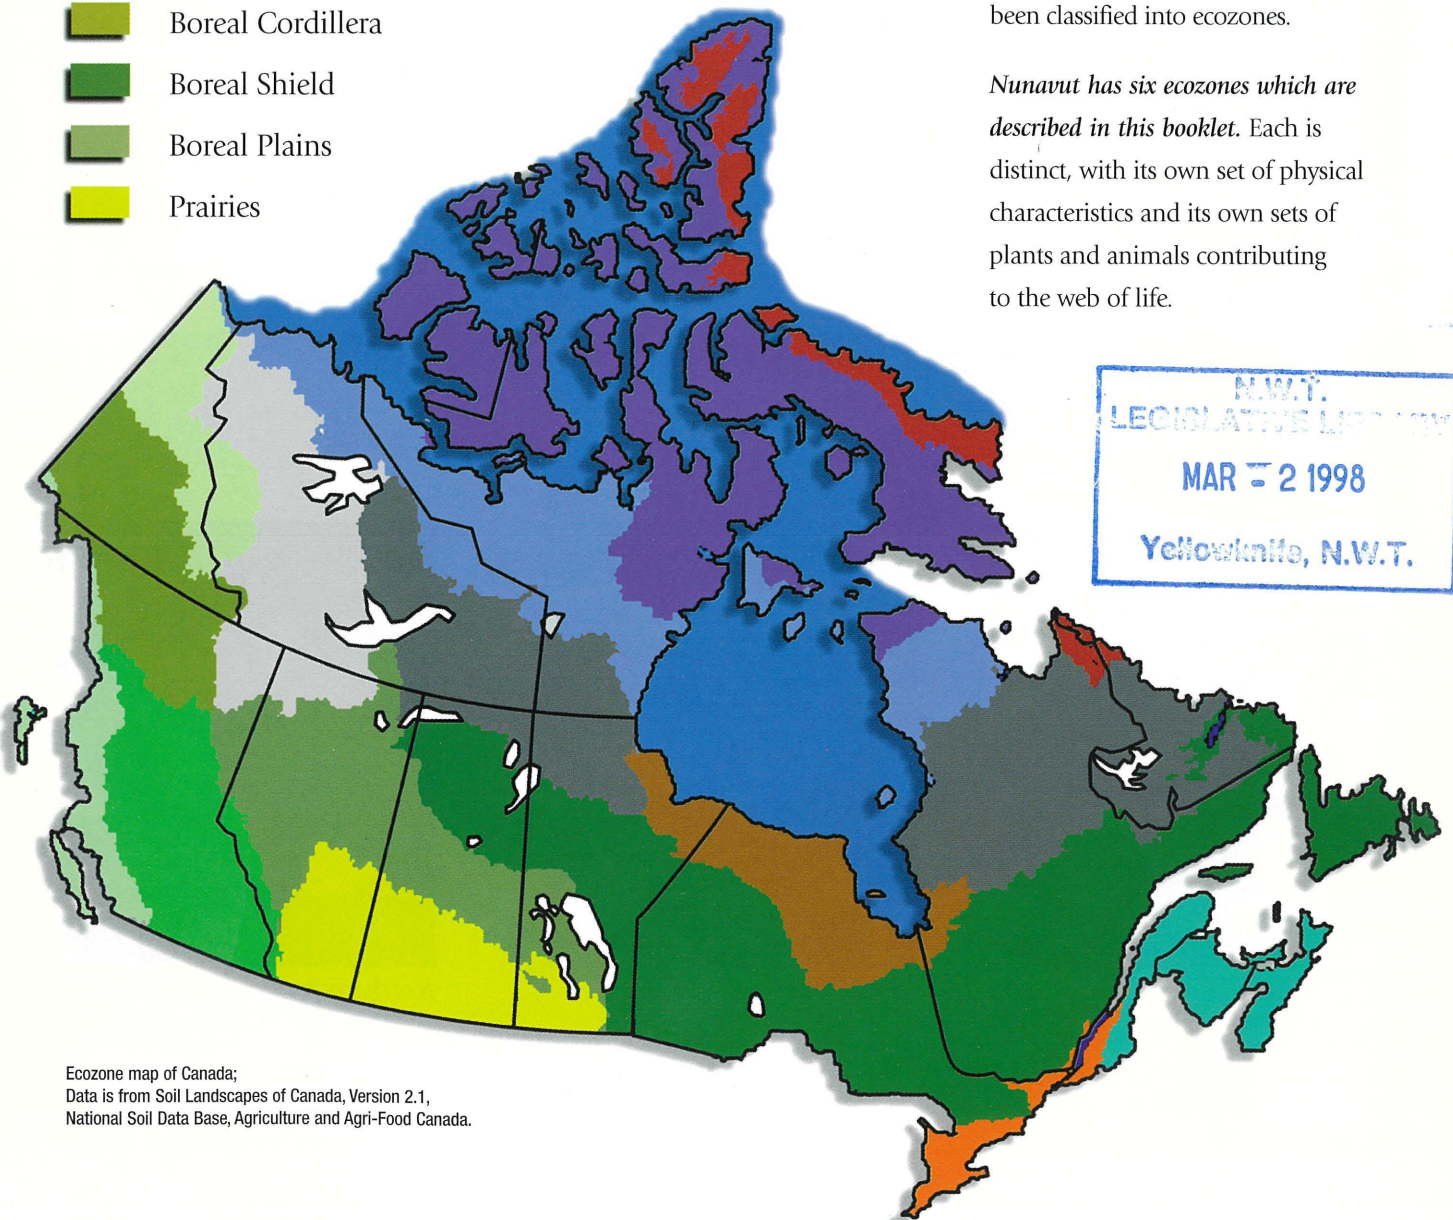 Boreal Cordillera
Boreal Shield
Boreal Plains
Prairies
been classified into ecozones.
Nunavut has six ecozones which are
described in this booklet. Each is
distinct, with its own set of physical
characteristics and its own sets of
plants and animals contributing
to the web of life.
N.W.T.
LEGISLATIVE
MAR - 2 1998
Yellowknife, N.W.T.
Ecozone map of Canada;
Data is from Soil Landscapes of Canada, Version 2.1,
National Soil Data Base, Agriculture and Agri-Food Canada.